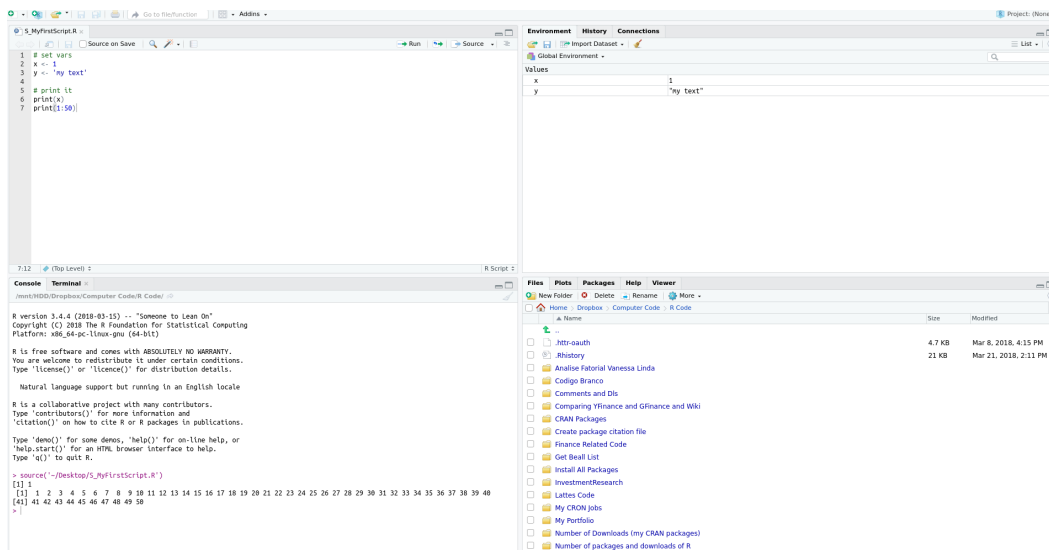 Go to file/function
Addins
Project: (None
S_MyFirstScript.R
Source on Save
Run
Source
1 # set vars
2 x <- 1
3 y <- 'my text'
4
5 # print it
6 print(x)
7 print(1:50)
7:12
(Top Level)
R Script
Environment History Connections
Import Dataset
List
Global Environment
Values
x 1
y "my text"
Console Terminal
/mnt/HDD/Dropbox/Computer Code/R Code/
R version 3.4.4 (2018-03-15) -- "Someone to Lean On"
Copyright (C) 2018 The R Foundation for Statistical Computing
Platform: x86_64-pc-linux-gnu (64-bit)
R is free software and comes with ABSOLUTELY NO WARRANTY.
You are welcome to redistribute it under certain conditions.
Type 'license()' or 'licence()' for distribution details.
Natural language support but running in an English locale
R is a collaborative project with many contributors.
Type 'contributors()' for more information and
'citation()' on how to cite R or R packages in publications.
Type 'demo()' for some demos, 'help()' for on-line help, or
'help.start()' for an HTML browser interface to help.
Type 'q()' to quit R.
> source('~/Desktop/S_MyFirstScript.R')
[1] 1
[1] 1 2 3 4 5 6 7 8 9 10 11 12 13 14 15 16 17 18 19 20 21 22 23 24 25 26 27 28 29 30 31 32 33 34 35 36 37 38 39 40
[41] 41 42 43 44 45 46 47 48 49 50
>
Files Plots Packages Help Viewer
New Folder Delete Rename More
Home Dropbox Computer Code R Code
Name Size Modified
..
.httr-oauth 4.7 KB Mar 8, 2018, 4:15 PM
.Rhistory 21 KB Mar 21, 2018, 2:11 PM
Analise Fatorial Vanessa Linda
Codigo Branco
Comments and DIs
Comparing YFinance and GFinance and Wiki
CRAN Packages
Create package citation file
Finance Related Code
Get Beall List
Install All Packages
InvestmentResearch
Lattes Code
My CRON Jobs
My Portfolio
Number of Downloads (my CRAN packages)
Number of packages and downloads of R